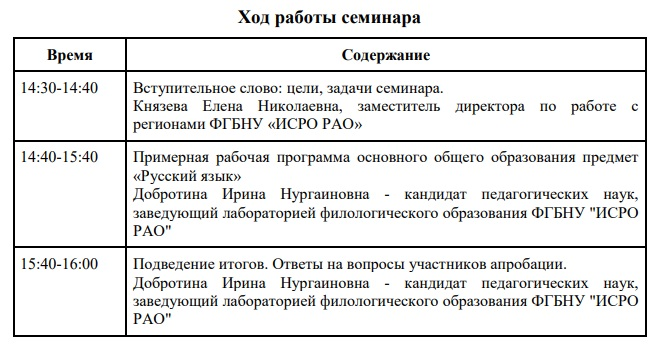 Ход работы семинара
Время
Содержание
14:30-14:40
Вступительное слово: цели, задачи семинара.
Князева Елена Николаевна, заместитель директора по работе с
регионами ФГБНУ «ИСРО РАО»
14:40-15:40
Примерная рабочая программа основного общего образования предмет
«Русский язык»
Добротина Ирина Нургаиновна - кандидат педагогических наук,
заведующий лабораторией филологического образования ФГБНУ "ИСРО
РАО"
15:40-16:00
Подведение итогов. Ответы на вопросы участников апробации.
Добротина Ирина Нургаиновна - кандидат педагогических наук,
заведующий лабораторией филологического образования ФГБНУ "ИСРО
РАО"